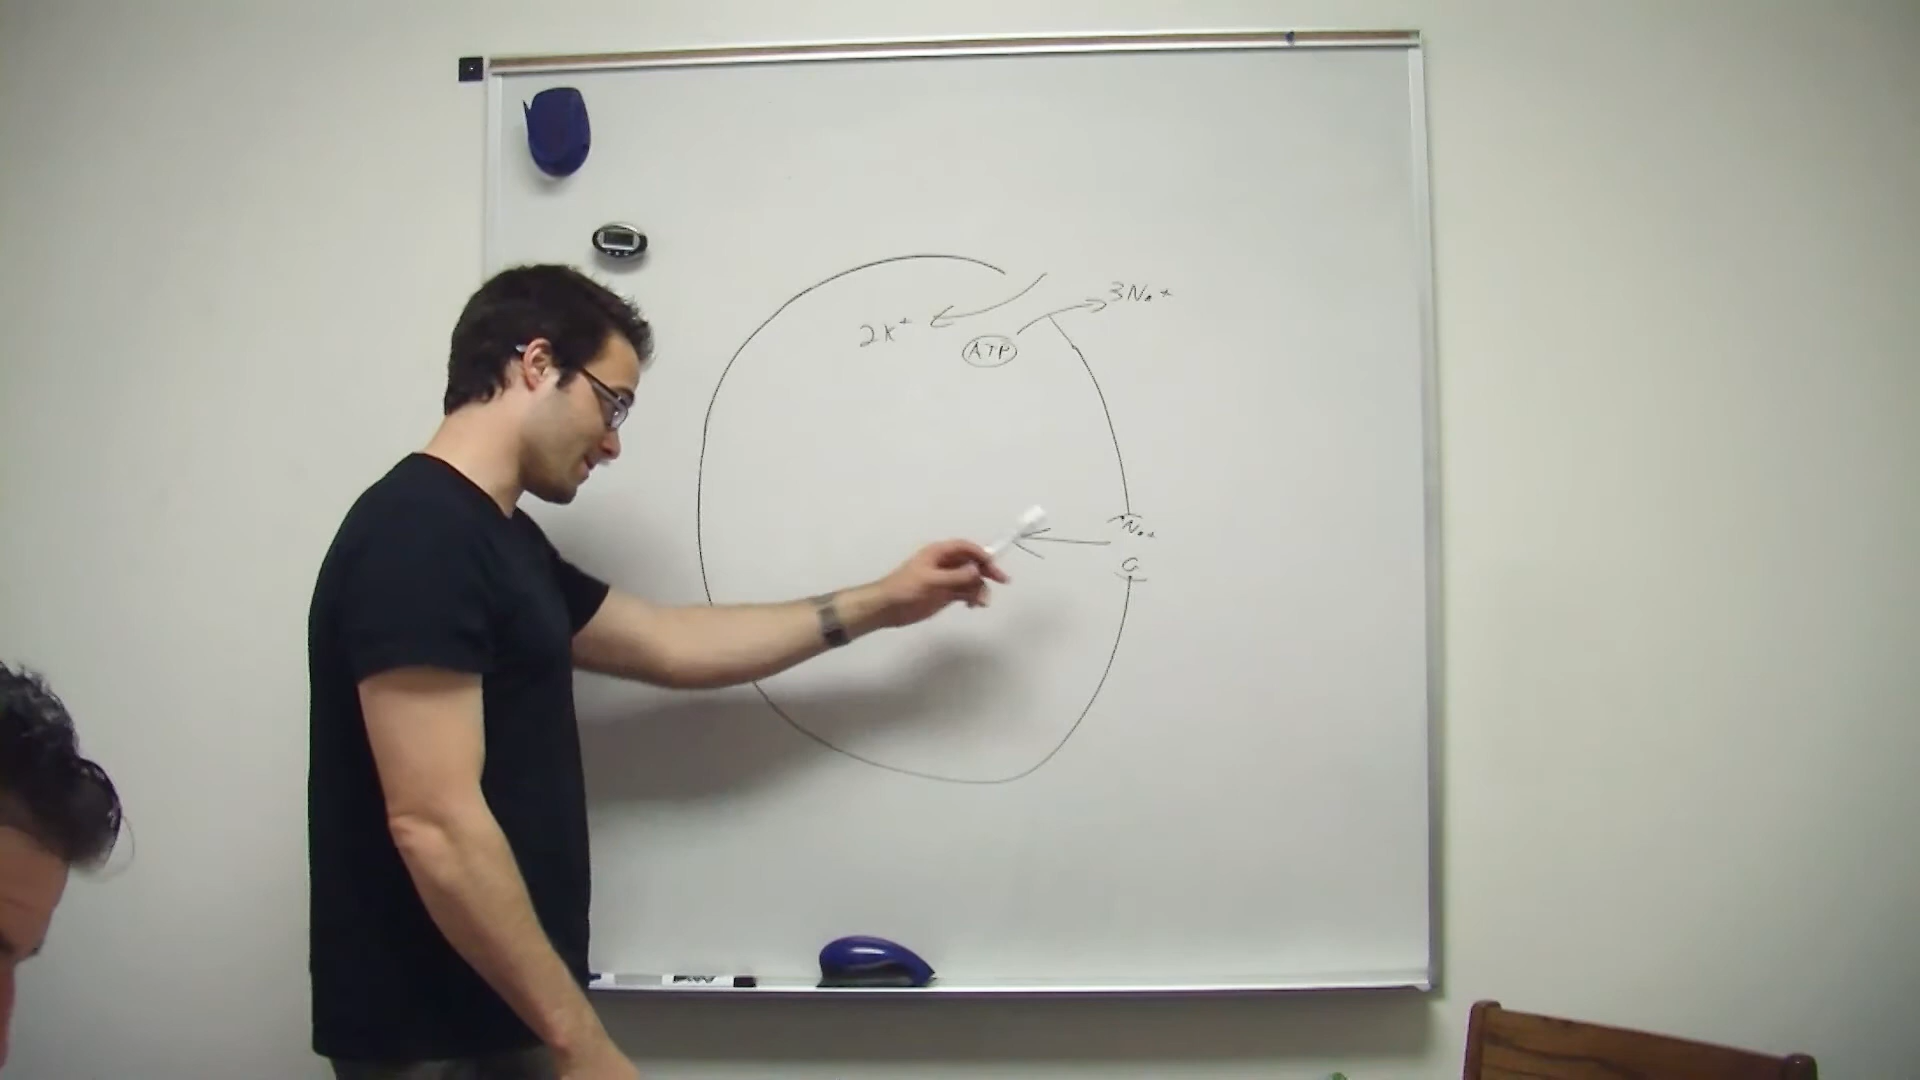 3Na+
2K+
ATP
Na+
G